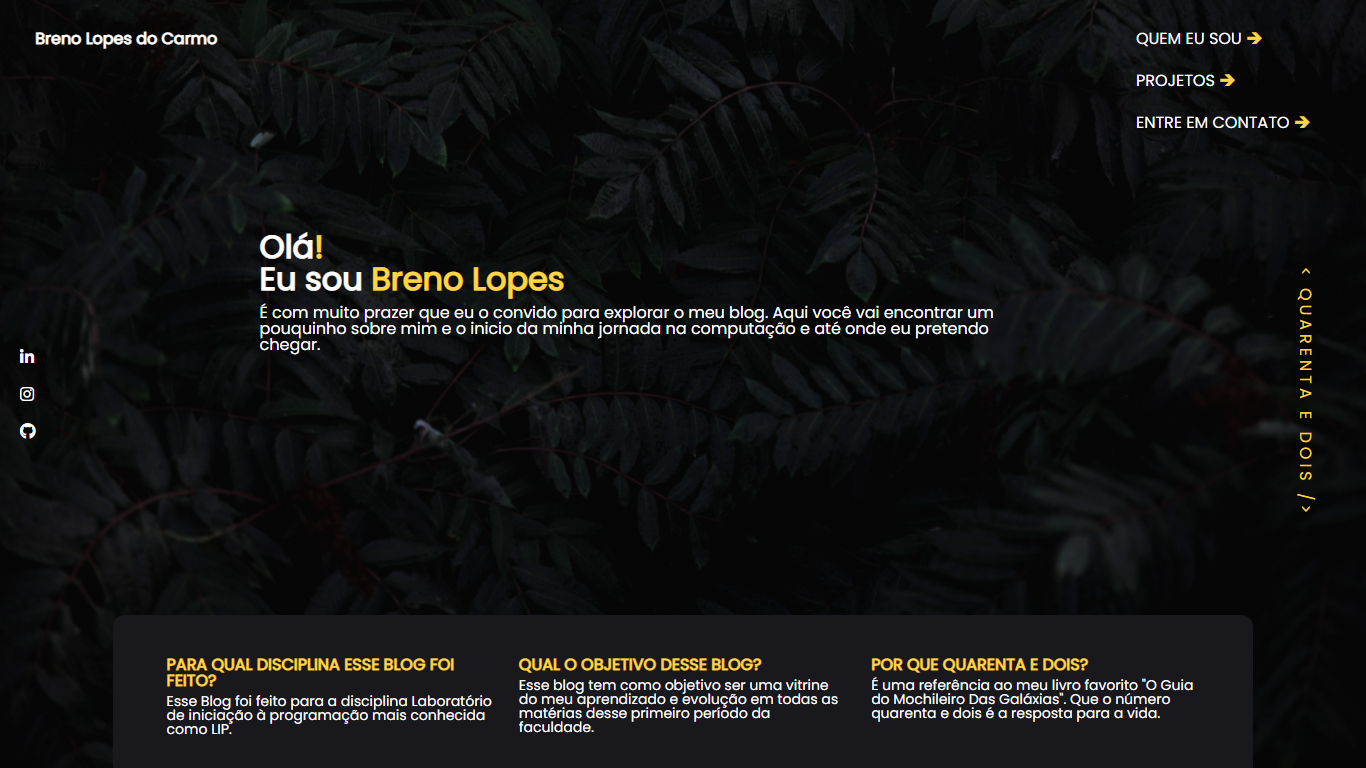 Breno Lopes do Carmo
QUEM EU SOU
PROJETOS
ENTRE EM CONTATO
Olá!
Eu sou Breno Lopes
É com muito prazer que eu o convido para explorar o meu blog. Aqui você vai encontrar um
pouquinho sobre mim e o inicio da minha jornada na computação e até onde eu pretendo
chegar.
in
< QUARENTA E DOIS />
PARA QUAL DISCIPLINA ESSE BLOG FOI
FEITO?
Esse Blog foi feito para a disciplina Laboratório
de iniciação à programação mais conhecida
como LIP.
QUAL O OBJETIVO DESSE BLOG?
Esse blog tem como objetivo ser uma vitrine
do meu aprendizado e evolução em todas as
matérias desse primeiro período da
faculdade.
POR QUE QUARENTA E DOIS?
É uma referência ao meu livro favorito "O Guia
do Mochileiro Das Galáxias". Que o número
quarenta e dois é a resposta para a vida.